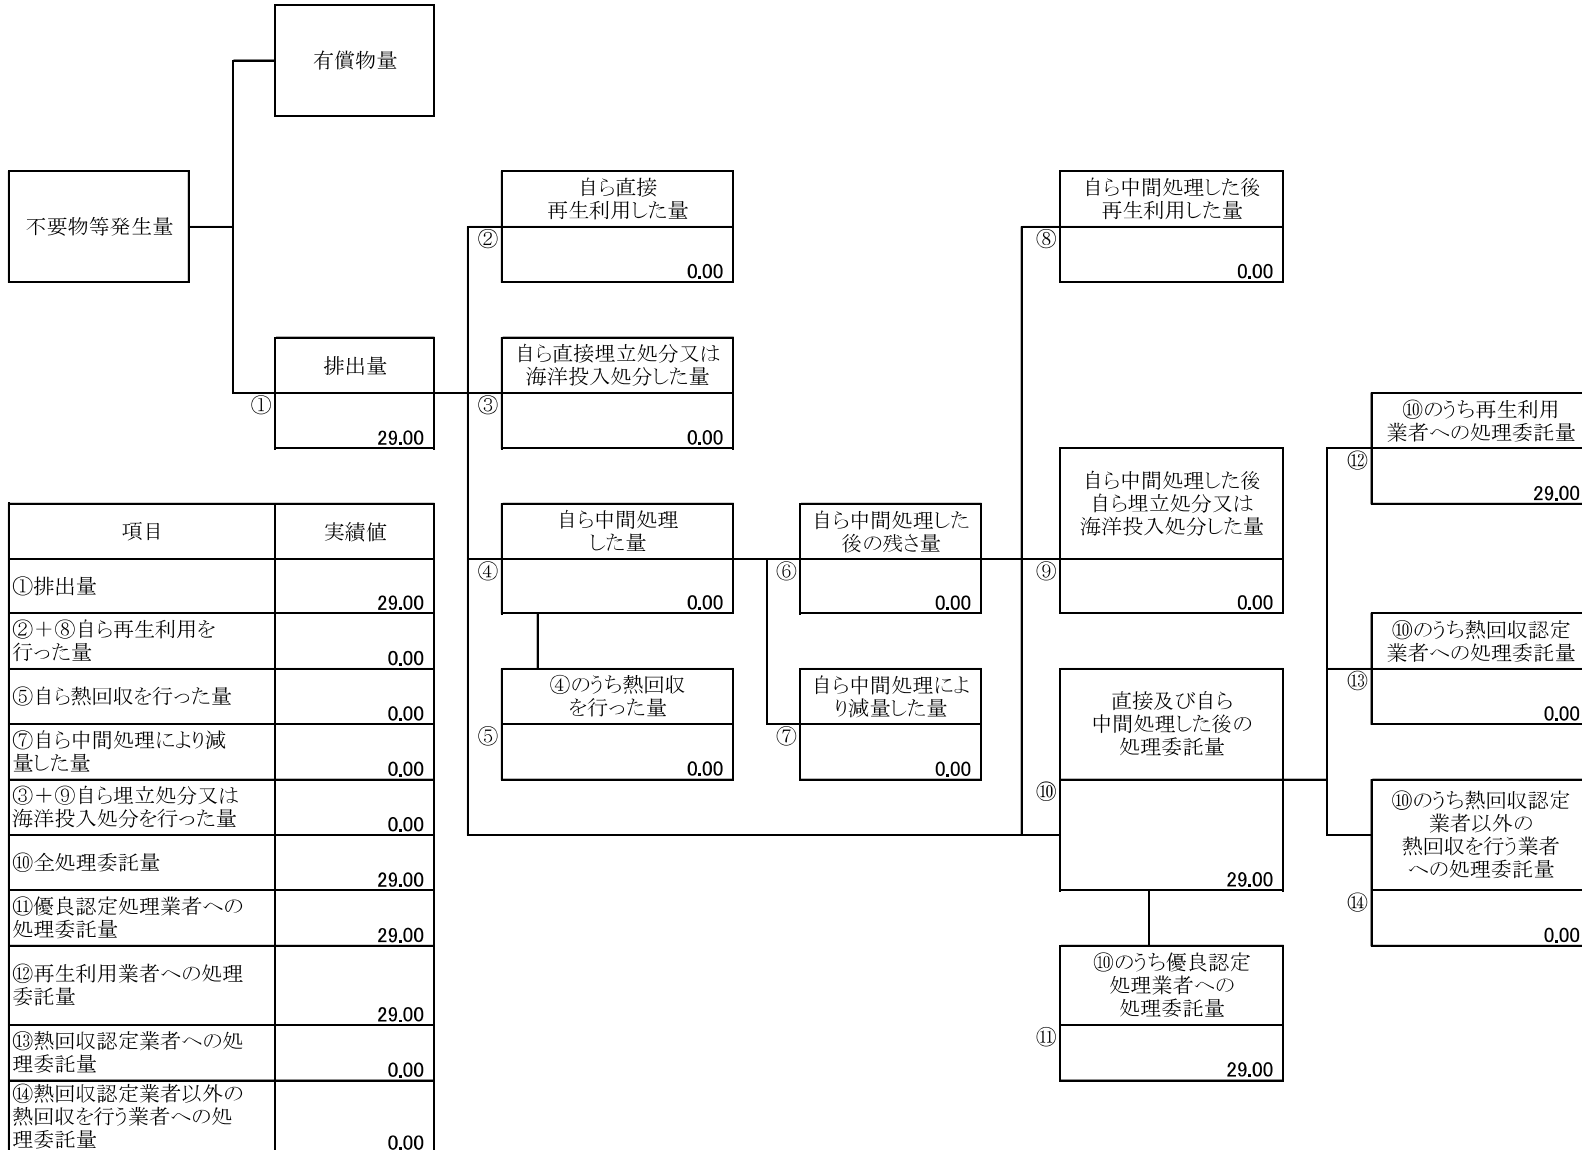 有償物量
不要物等発生量
自ら直接
再生利用した量
②
0.00
自ら中間処理した後
再生利用した量
⑧
0.00
排出量
①
29.00
自ら直接埋立処分又は
海洋投入処分した量
③
0.00
⑩のうち再生利用
業者への処理委託量
⑫
29.00
自ら中間処理
した量
④
0.00
自ら中間処理した
後の残さ量
⑥
0.00
自ら中間処理した後
自ら埋立処分又は
海洋投入処分した量
⑨
0.00
⑩のうち熱回収認定
業者への処理委託量
⑬
0.00
④のうち熱回収
を行った量
⑤
0.00
自ら中間処理によ
り減量した量
⑦
0.00
直接及び自ら
中間処理した後の
処理委託量
⑩
29.00
⑩のうち熱回収認定
業者以外の
熱回収を行う業者
への処理委託量
⑭
0.00
⑩のうち優良認定
処理業者への
処理委託量
⑪
29.00
項目 実績値
①排出量
29.00
②+⑧自ら再生利用を
行った量
0.00
⑤自ら熱回収を行った量
0.00
⑦自ら中間処理により減
量した量
0.00
③+⑨自ら埋立処分又は
海洋投入処分を行った量
0.00
⑩全処理委託量
29.00
⑪優良認定処理業者への
処理委託量
29.00
⑫再生利用業者への処理
委託量
29.00
⑬熱回収認定業者への処
理委託量
0.00
⑭熱回収認定業者以外の
熱回収を行う業者への処
理委託量
0.00